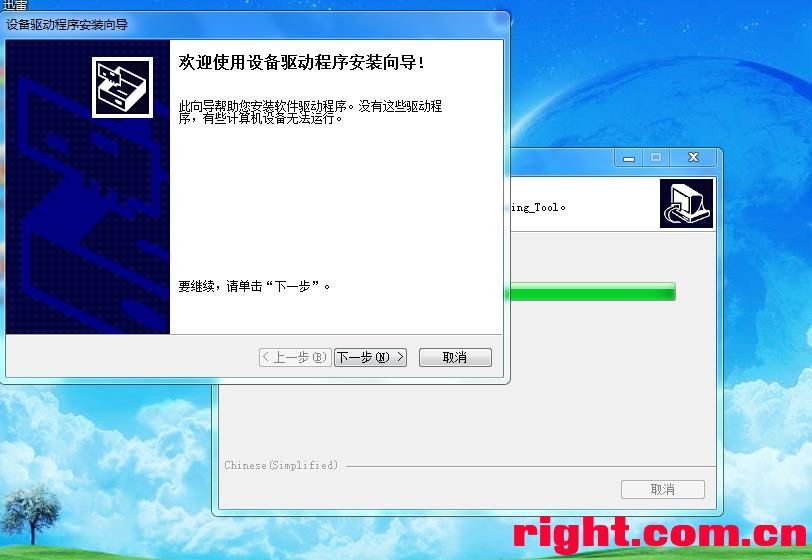 迅雷
设备驱动程序安装向导
欢迎使用设备驱动程序安装向导!
此向导帮助您安装软件驱动程序。没有这些驱动程
序，有些计算机设备无法运行。
ing_Tool。
要继续，请单击“下一步”。
< 上一步(B)
下一步(N) >
取消
Chinese(Simplified)
取消
right.com.cn